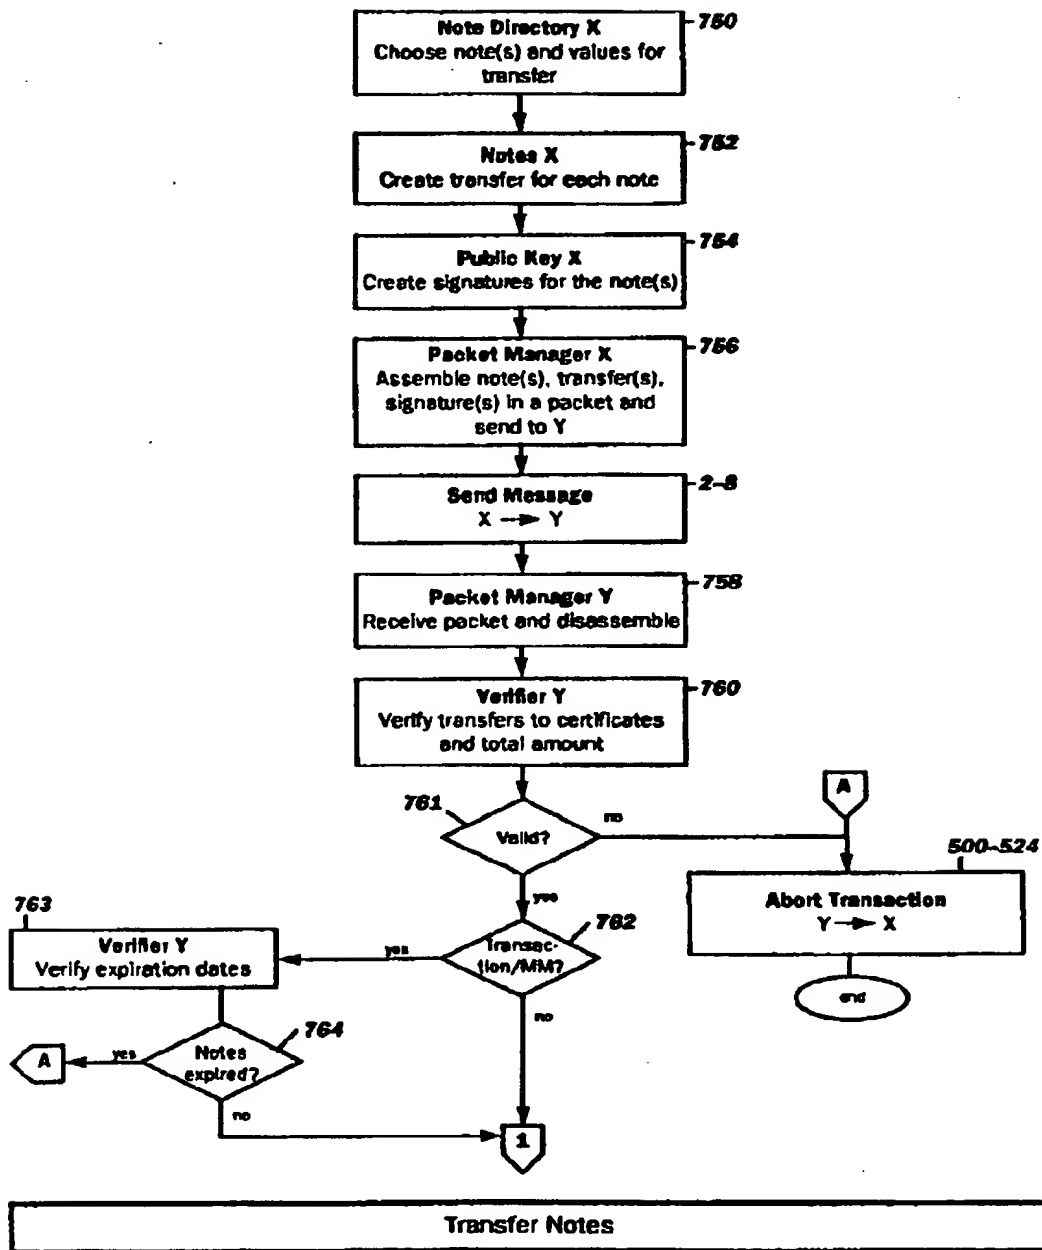 750
Note Directory X
Choose note(s) and values for
transfer
752
Notes X
Create transfer for each note
754
Public Key X
Create signatures for the note(s)
756
Packet Manager X
Assemble note(s), transfer(s),
signature(s) in a packet and
send to Y
2-8
Send Message
X → Y
758
Packet Manager Y
Receive packet and disassemble
760
Verifier Y
Verify transfers to certificates
and total amount
761
Valid?
no
A
500-524
Abort Transaction
Y → X
end
yes
762
Transac-
tion/MM?
yes
763
Verifier Y
Verify expiration dates
764
Notes
expired?
yes
A
no
no
1
Transfer Notes